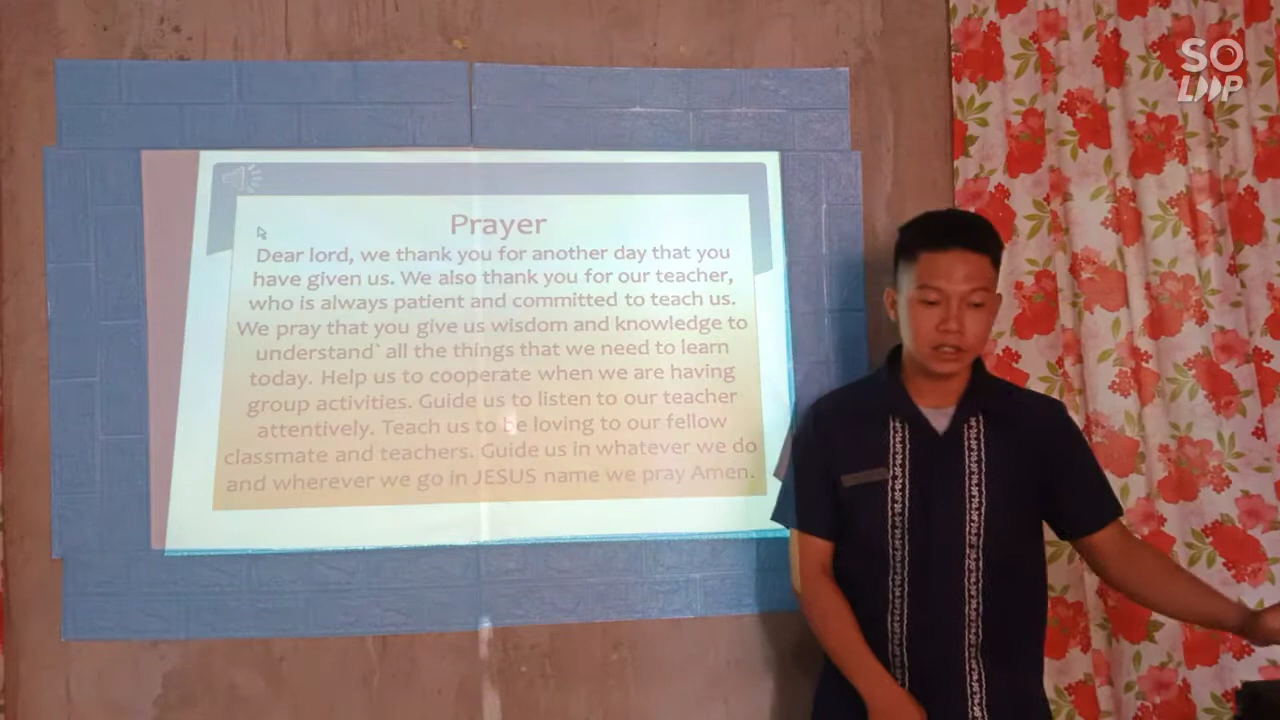 SO
LOOP
Prayer
Dear lord, we thank you for another day that you
have given us. We also thank you for our teacher,
who is always patient and committed to teach us.
We pray that you give us wisdom and knowledge to
understand` all the things that we need to learn
today. Help us to cooperate when we are having
group activities. Guide us to listen to our teacher
attentively. Teach us to be loving to our fellow
classmate and teachers. Guide us in whatever we do
and wherever we go in JESUS name we pray Amen.